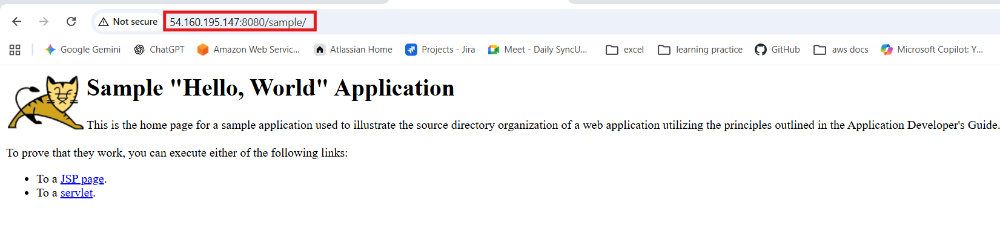 Not secure 54.160.195.147:8080/sample/
Google Gemini ChatGPT Amazon Web Servic... Atlassian Home Projects - Jira Meet - Daily SyncU... excel learning practice GitHub aws docs Microsoft Copilot: Y...
Sample "Hello, World" Application
This is the home page for a sample application used to illustrate the source directory organization of a web application utilizing the principles outlined in the Application Developer's Guide.
To prove that they work, you can execute either of the following links:
• To a JSP page.
• To a servlet.